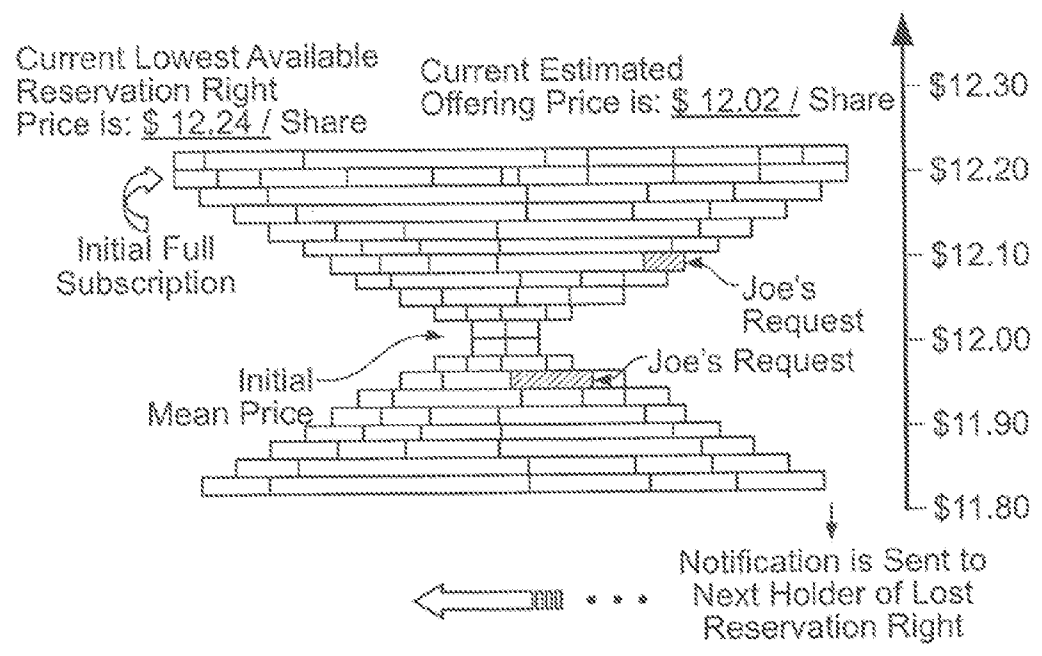 Current Lowest Available
Reservation Right
Price is: $ 12.24 / Share
Current Estimated
Offering Price is: $ 12.02 / Share
$12.30
$12.20
Initial Full
Subscription
$12.10
Joe's
Request
$12.00
Joe's Request
Initial
Mean Price
$11.90
$11.80
Notification is Sent to
Next Holder of Lost
Reservation Right